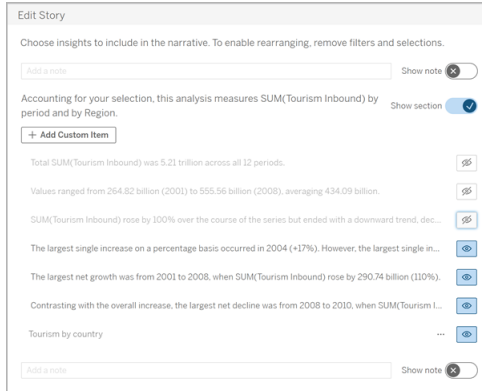 Edit Story
Choose insights to include in the narrative. To enable rearranging, remove filters and selections.
Add a note
Show note
Accounting for your selection, this analysis measures SUM(Tourism Inbound) by
period and by Region.
Show section
+ Add Custom Item
Total SUM(Tourism Inbound) was 5.21 trillion across all 12 periods.
Values ranged from 264.82 billion (2001) to 555.56 billion (2008), averaging 434.09 billion.
SUM(Tourism Inbound) rose by 100% over the course of the series but ended with a downward trend, dec...
The largest single increase on a percentage basis occurred in 2004 (+17%). However, the largest single in...
The largest net growth was from 2001 to 2008, when SUM(Tourism Inbound) rose by 290.74 billion (110%).
Contrasting with the overall increase, the largest net decline was from 2008 to 2010, when SUM(Tourism I...
Tourism by country ...
Add a note
Show note